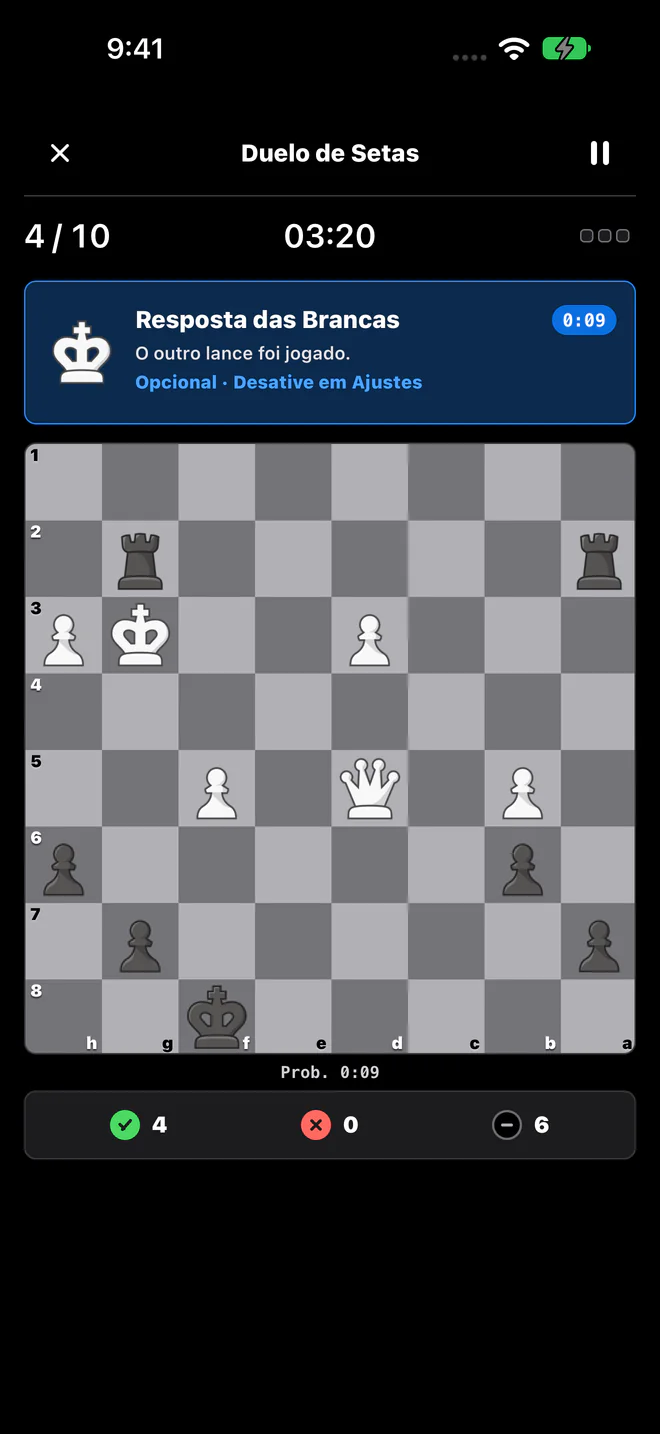 9:41
Duelo de Setas
4 / 10
03:20
Resposta das Brancas
0:09
O outro lance foi jogado.
Opcional · Desative em Ajustes
1
2
3
4
5
6
7
8
h g f e d c b a
Prob. 0:09
4 0 6